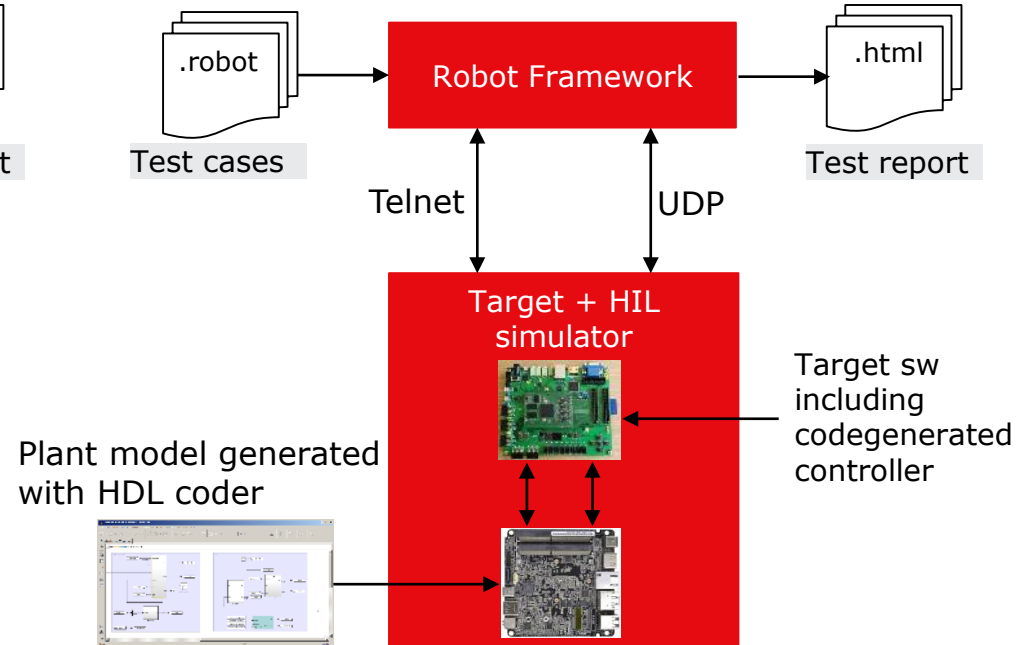 .robot
Robot Framework
.html
t
Test cases
Test report
Telnet
UDP
Target + HIL
simulator
Target sw
including
codegenerated
controller
Plant model generated
with HDL coder